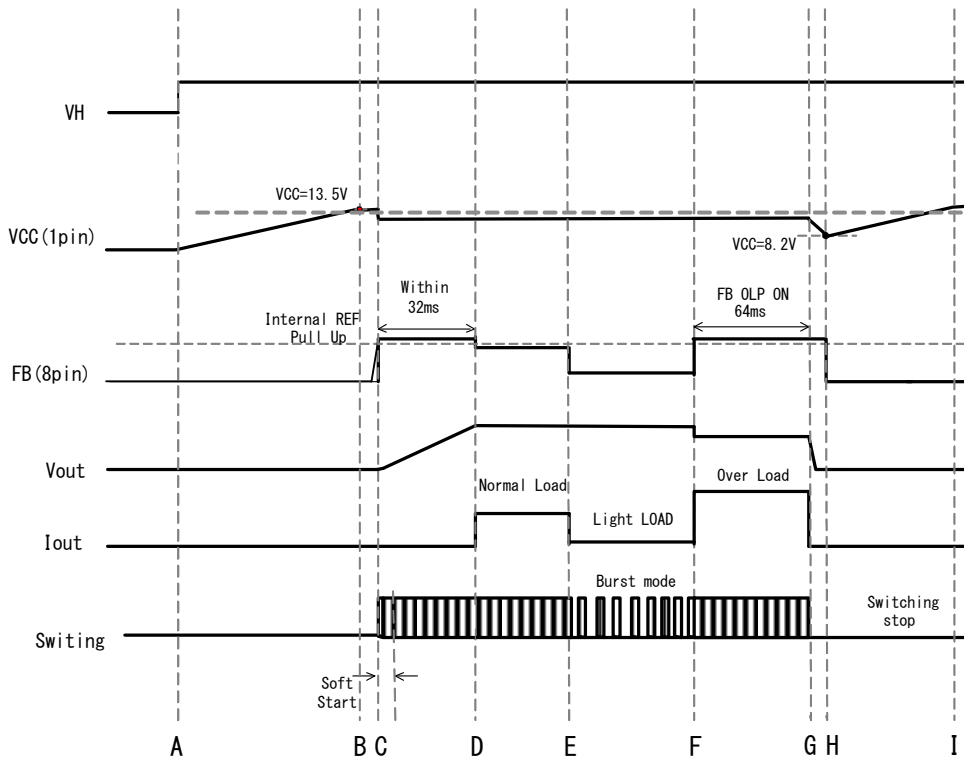 VH
VCC=13.5V
VCC(1pin)
VCC=8.2V
Within
32ms
FB OLP ON
64ms
Internal REF
Pull Up
FB(8pin)
Vout
Normal Load
Over Load
Light LOAD
Iout
Burst mode
Switching
stop
Switing
Soft
Start
A B C D E F G H I